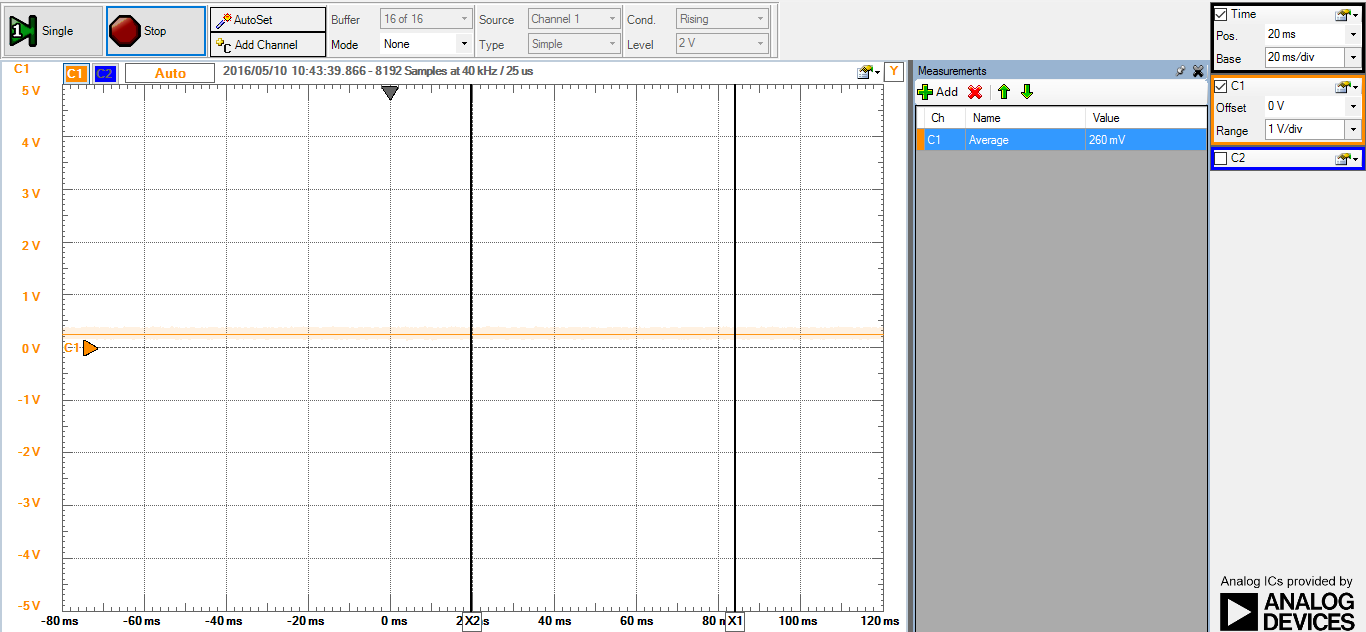 1 Single
Stop
AutoSet
Add Channel
Buffer 16 of 16
Mode None
Source Channel 1
Type Simple
Cond. Rising
Level 2 V
C1
C1 C2 Auto 2016/05/10 10:43:39.866 - 8192 Samples at 40 kHz / 25 us Y
5 V
4 V
3 V
2 V
1 V
0 V
-1 V
-2 V
-3 V
-4 V
-5 V
C1
X2 X1
-80 ms -60 ms -40 ms -20 ms 0 ms 40 ms 60 ms 100 ms 120 ms
Measurements
Add
Ch Name Value
C1 Average 260 mV
Time
Pos. 20 ms
Base 20 ms/div
C1
Offset 0 V
Range 1 V/div
C2
Analog ICs provided by
ANALOG
DEVICES